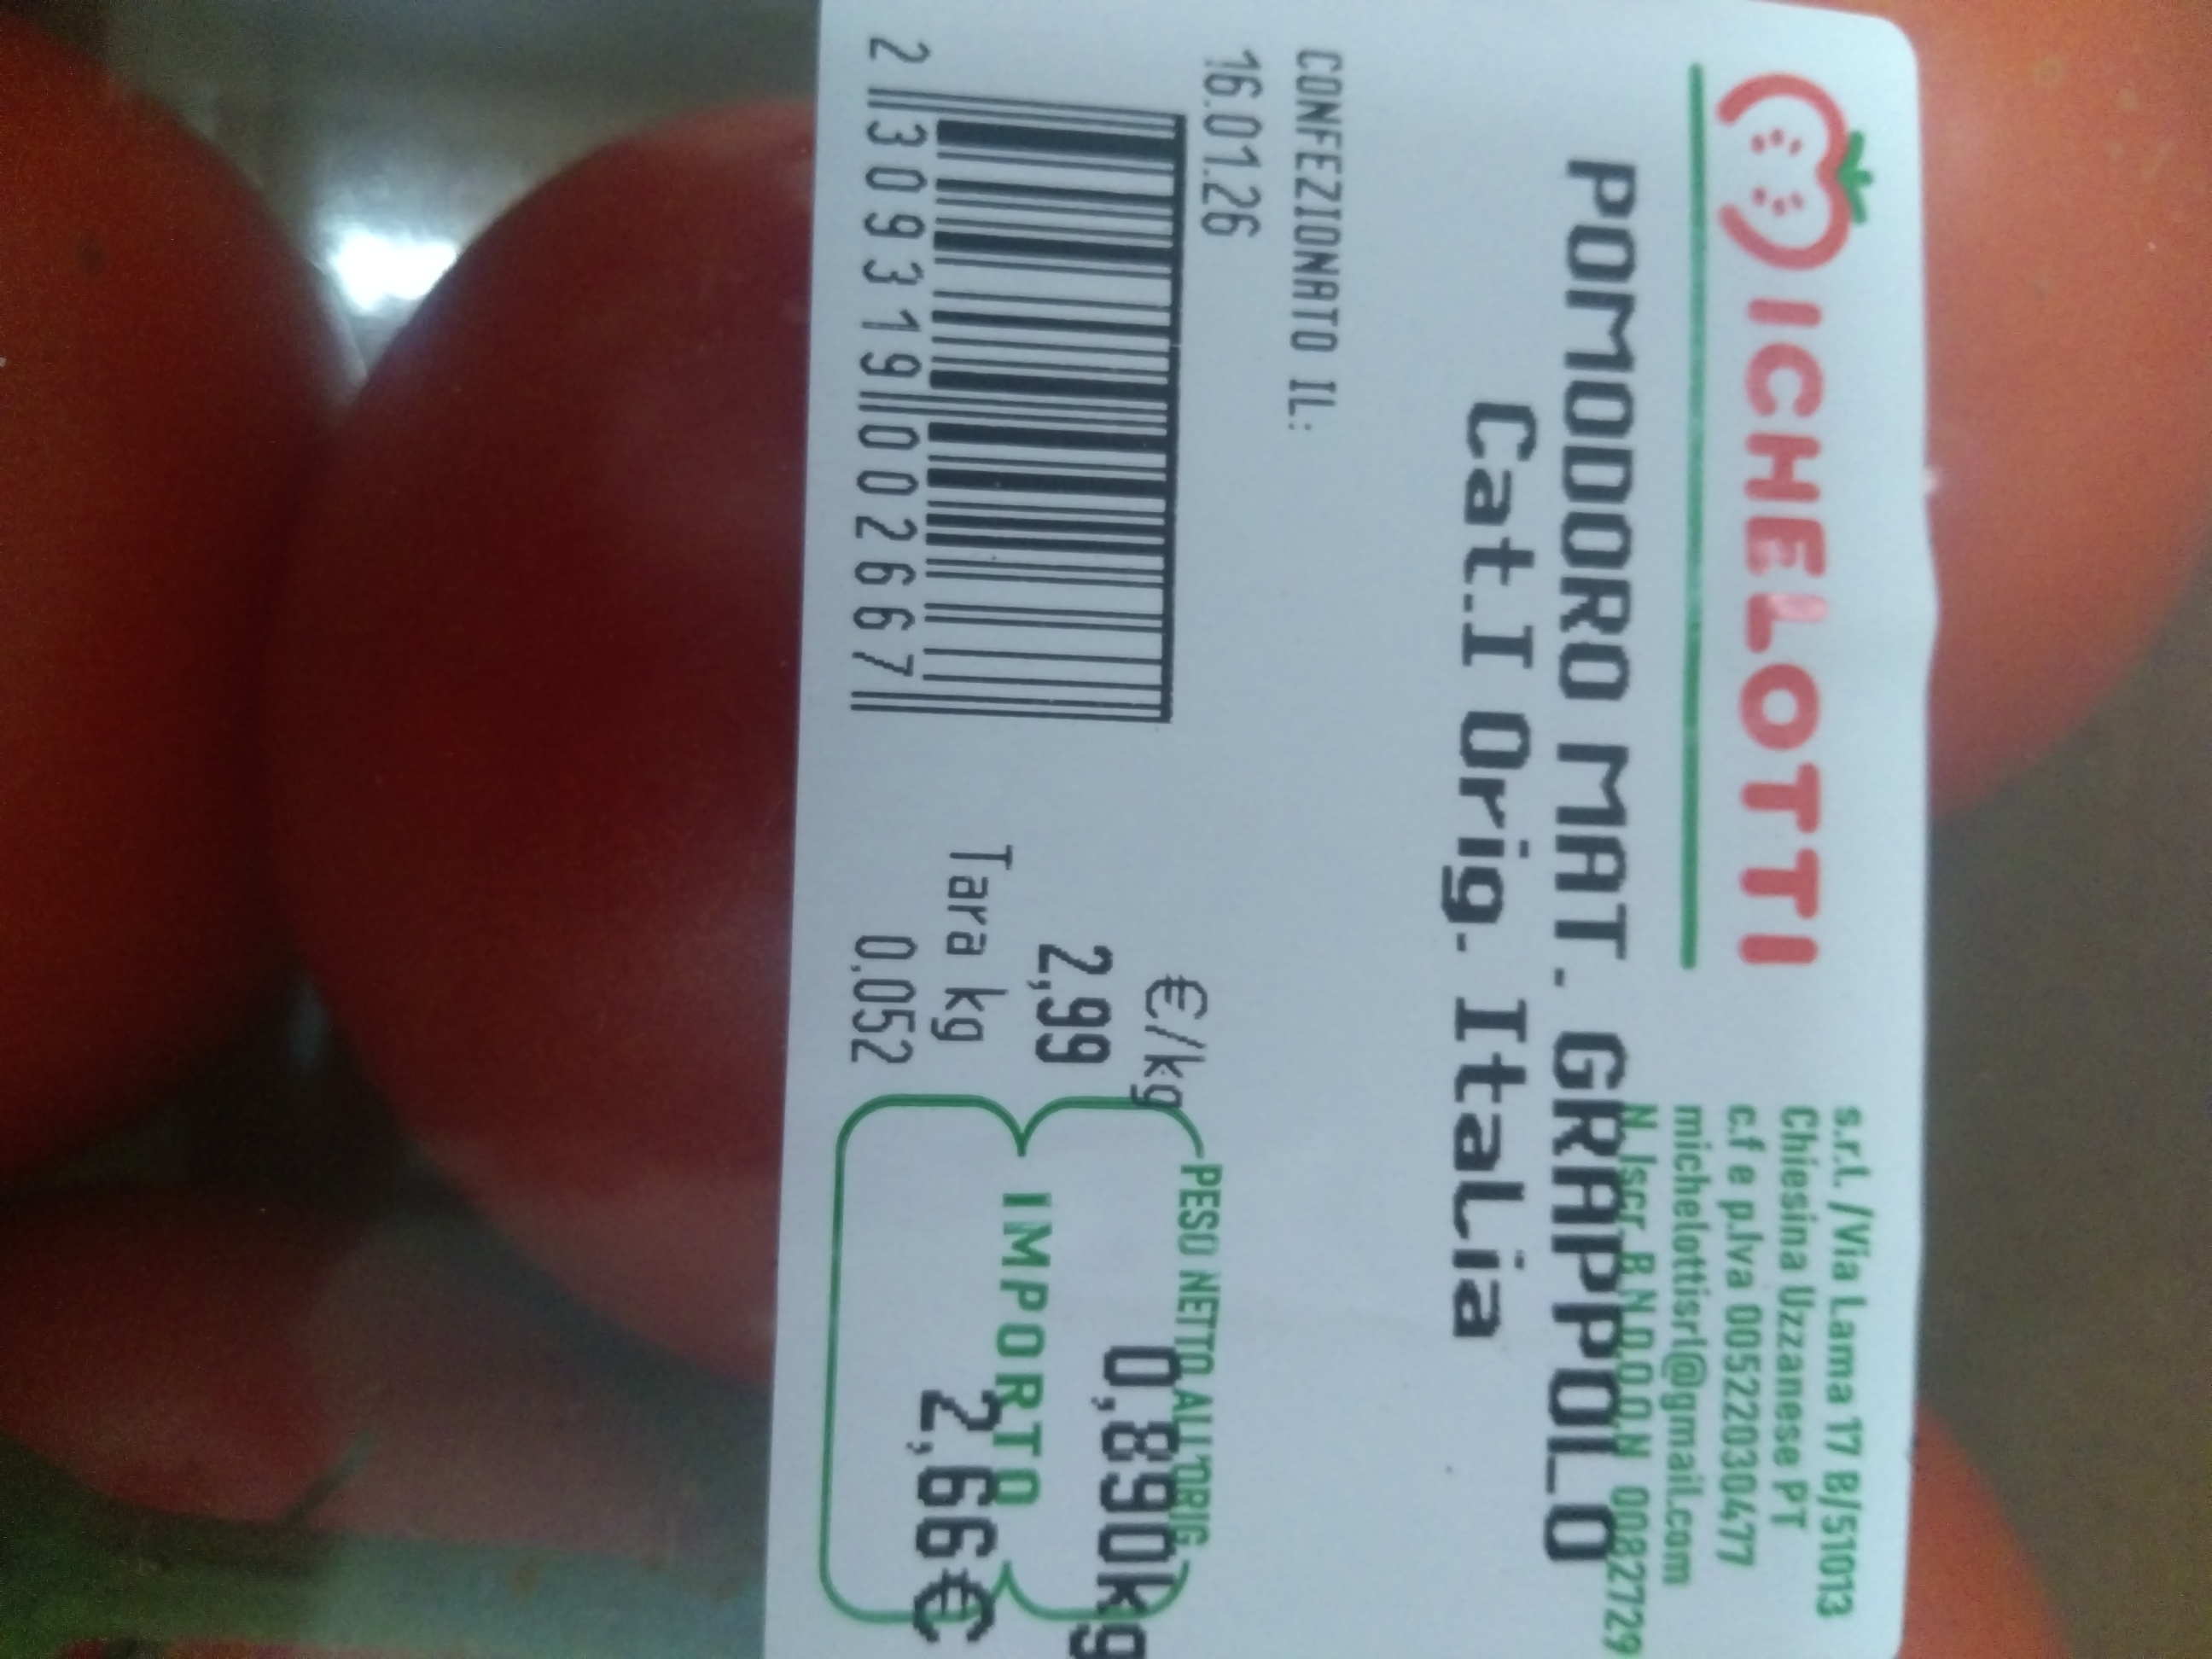 MICHELOTTI
s.r.l. /Via Lama 17 B/51013
Chiesina Uzzanese PT
c.f e p.Iva 00522030477
michelottisrl@gmail.com
N. Iscr. B.N.D.O.O.N 00827729
POMODORO MAT. GRAPPOLO
Cat.I Orig. Italia
CONFEZIONATO IL:
16.01.26
€/kg
2,99
Tara kg
0,052
PESO NETTO ALL'ORIG.
0,890kg
IMPORTO
2,66€
2 309319 002667